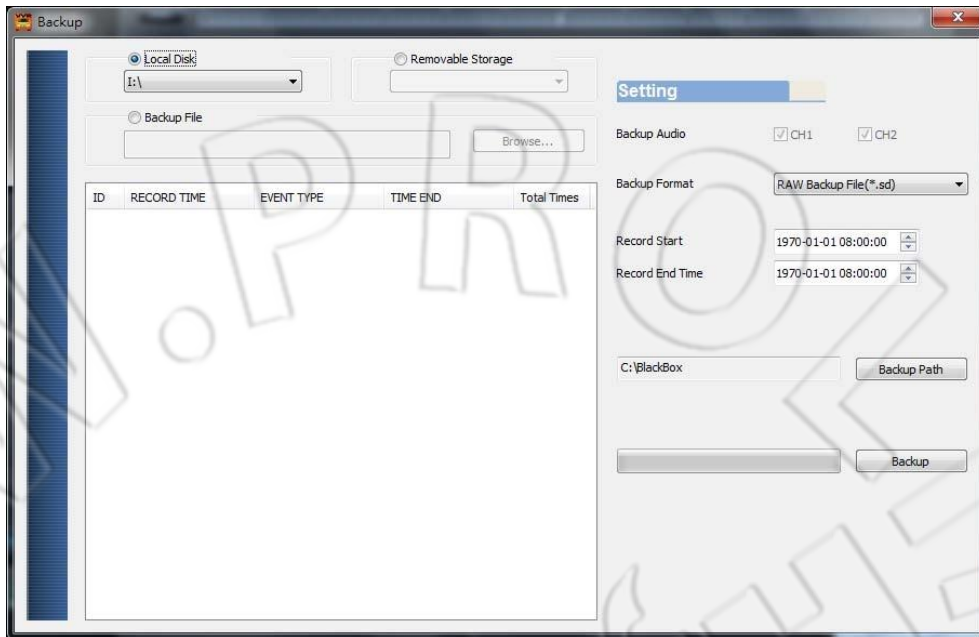 Backup
Local Disk
Removable Storage
I:\
Backup File
Browse...
ID RECORD TIME EVENT TYPE TIME END Total Times
Setting
Backup Audio CH1 CH2
Backup Format RAW Backup File(*.sd)
Record Start 1970-01-01 08:00:00
Record End Time 1970-01-01 08:00:00
C:\BlackBox Backup Path
Backup